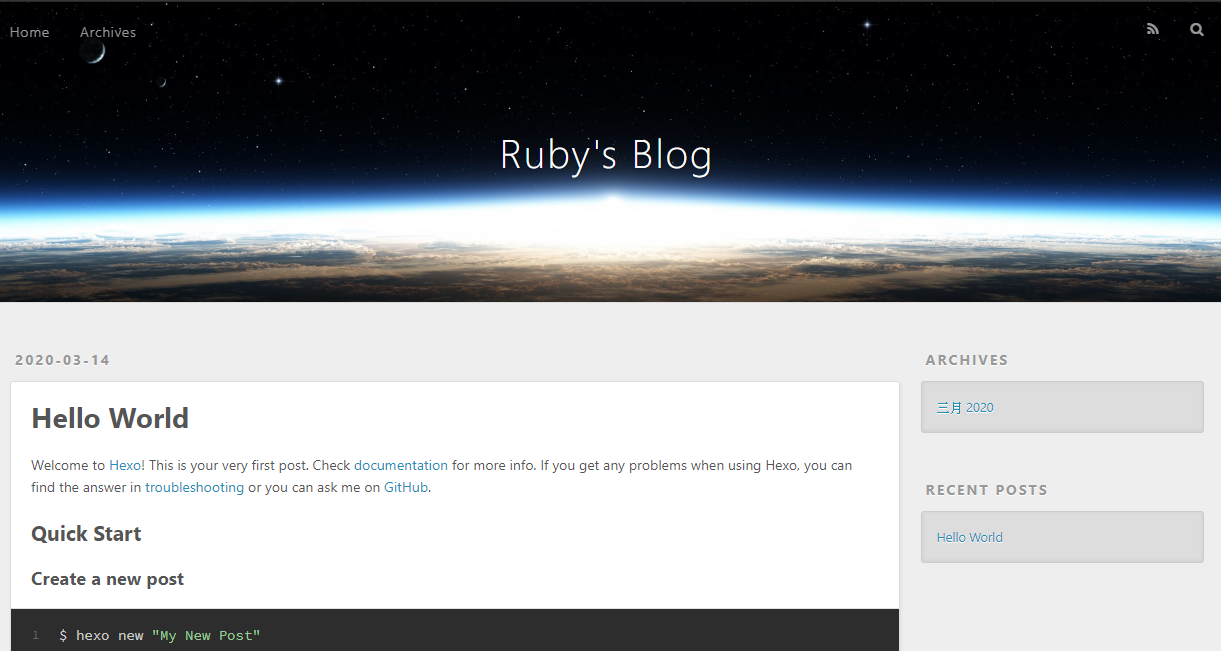 Home Archives
Ruby's Blog
2020-03-14
Hello World
Welcome to Hexo! This is your very first post. Check documentation for more info. If you get any problems when using Hexo, you can
find the answer in troubleshooting or you can ask me on GitHub.
Quick Start
Create a new post
1 $ hexo new "My New Post"
ARCHIVES
三月 2020
RECENT POSTS
Hello World